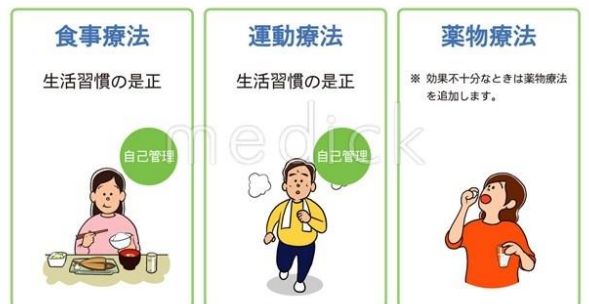 食事療法
生活習慣の是正
自己管理
運動療法
生活習慣の是正
自己管理
薬物療法
※ 効果不十分なときは薬物療法
を追加します。
medick